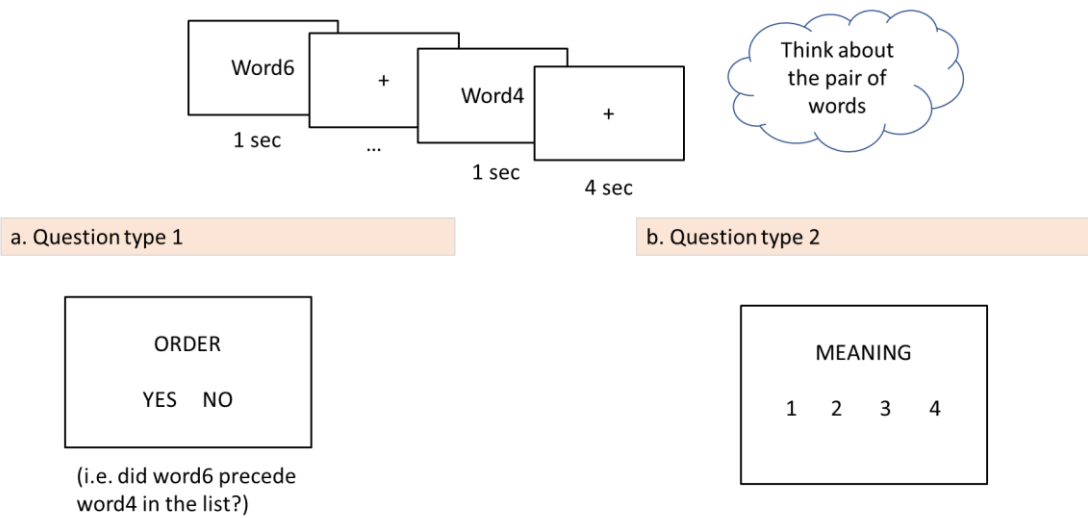 Word6
+
Word4
+
1 sec
...
1 sec
4 sec
Think about
the pair of
words
a. Question type 1
ORDER
YES NO
(i.e. did word6 precede
word4 in the list?)
b. Question type 2
MEANING
1 2 3 4